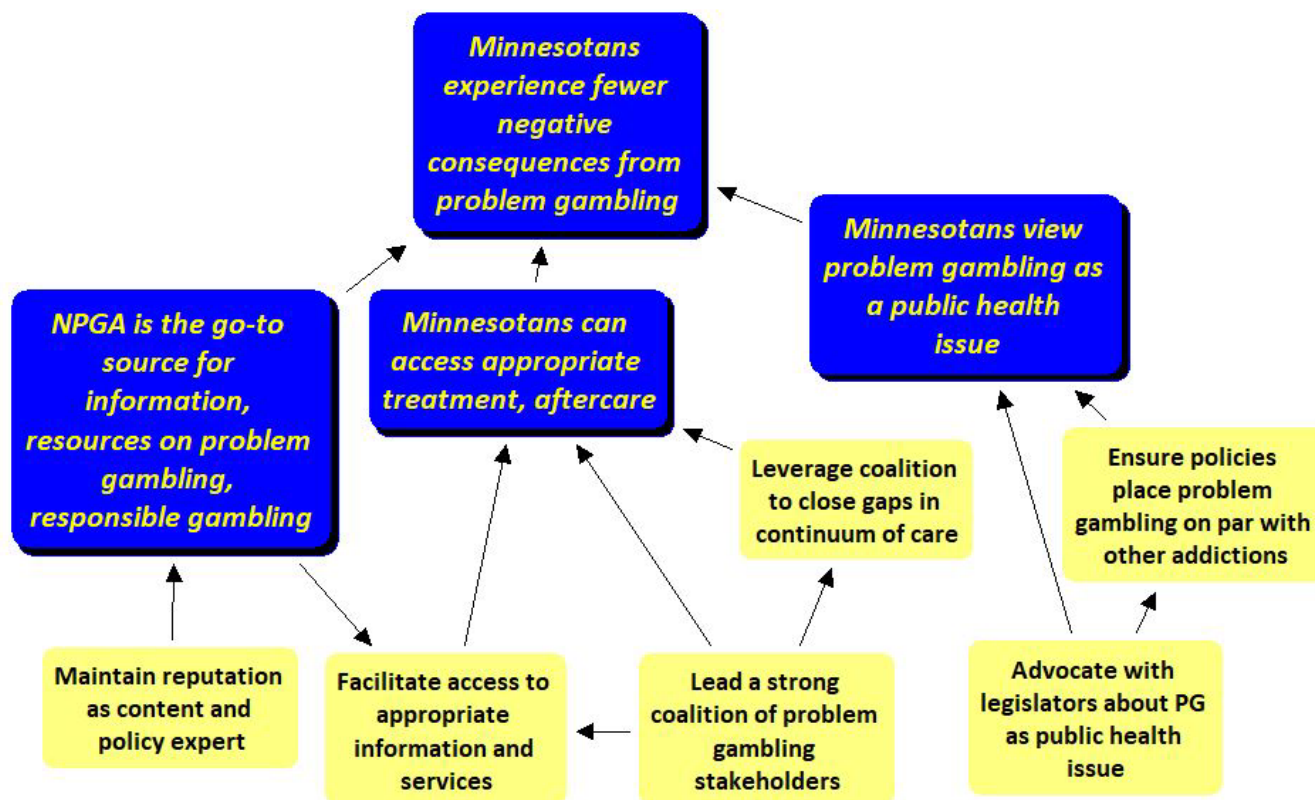 Minnesotans
experience fewer
negative
consequences from
problem gambling
Minnesotans view
problem gambling as
a public health
issue
NPGA is the go-to
source for
information,
resources on problem
gambling,
responsible gambling
Minnesotans can
access appropriate
treatment, aftercare
Leverage coalition
to close gaps in
continuum of care
Ensure policies
place problem
gambling on par with
other addictions
Maintain reputation
as content and
policy expert
Facilitate access to
appropriate
information and
services
Lead a strong
coalition of problem
gambling
stakeholders
Advocate with
legislators about PG
as public health
issue